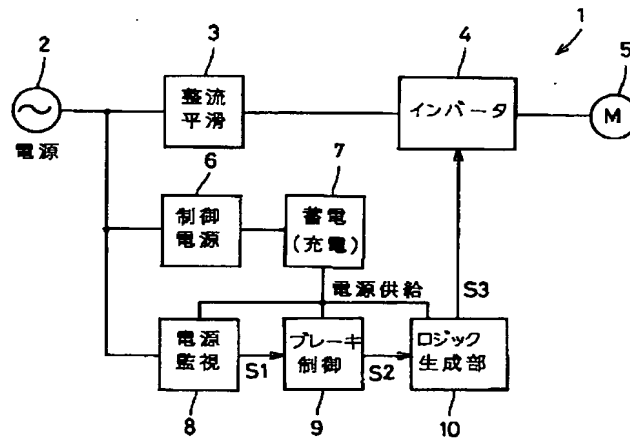 1
2
3
4
5
整流
平滑
インバータ
M
電源
6
7
制御
電源
蓄電
(充電)
電源供給
S3
電源
監視
S1
ブレーキ
制御
S2
ロジック
生成部
8
9
10